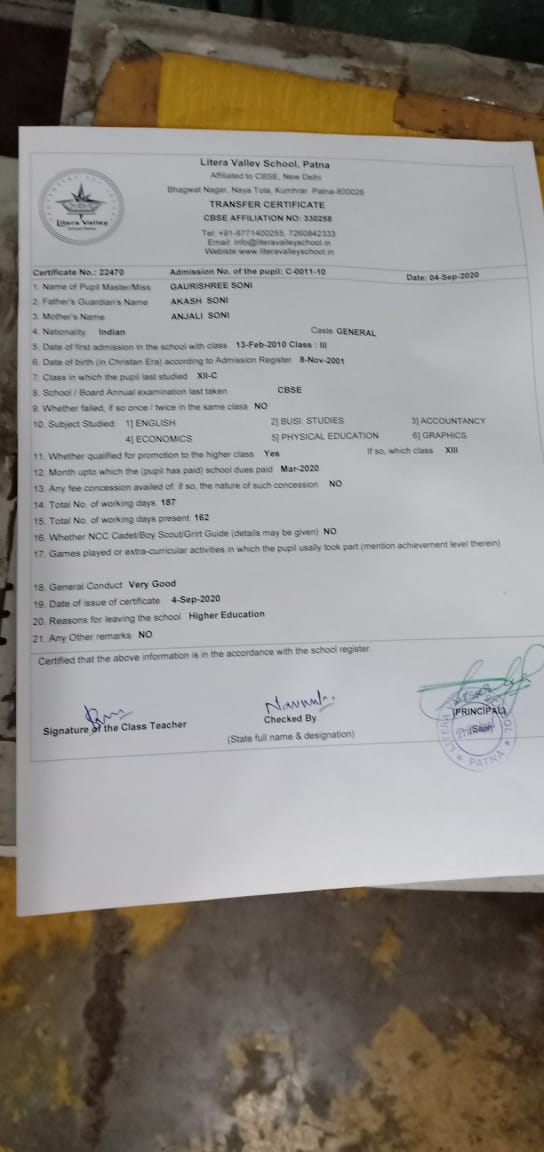 Litera Valley School, Patna
Affiliated to CBSE, New Delhi
Bhagwat Nagar, Naya Tola, Kumhrar Patna-800026
TRANSFER CERTIFICATE
CBSE AFFILIATION NO: 330258
Tel: +91-9771400255, 7260842333
Email: info@literavalleyschool.in
Webiste:www.literavalleyschool.in
Litera Valley
Certificate No.: 22470 Admission No. of the pupil: C-0011-10 Date: 04-Sep-2020
1. Name of Pupil Master/Miss GAURISHREE SONI
2. Father's Guardian's Name AKASH SONI
3. Mother's Name ANJALI SONI
4. Nationality Indian Caste GENERAL
5. Date of first admission in the school with class 13-Feb-2010 Class : III
6. Date of birth (in Christan Era) according to Admission Register 8-Nov-2001
7. Class in which the pupil last studied XII-C
8. School / Board Annual examination last taken CBSE
9. Whether failed, if so once / twice in the same class NO
10. Subject Studied: 1] ENGLISH 2] BUSI. STUDIES 3] ACCOUNTANCY
4] ECONOMICS 5] PHYSICAL EDUCATION 6] GRAPHICS
11. Whether qualified for promotion to the higher class Yes If so, which class XIII
12. Month upto which the (pupil has paid) school dues paid Mar-2020
13. Any fee concession availed of: if so, the nature of such concession NO
14. Total No. of working days 187
15. Total No. of working days present 162
16. Whether NCC Cadet/Boy Scout/Grirt Guide (details may be given) NO
17. Games played or extra-curricular activities in which the pupil usally took part (mention achievement level therein)
18. General Conduct Very Good
19. Date of issue of certificate 4-Sep-2020
20. Reasons for leaving the school Higher Education
21. Any Other remarks NO
Certified that the above information is in the accordance with the school register
Signature of the Class Teacher
Checked By
(State full name & designation)
(PRINCIPAL)
(Seal)
PATNA